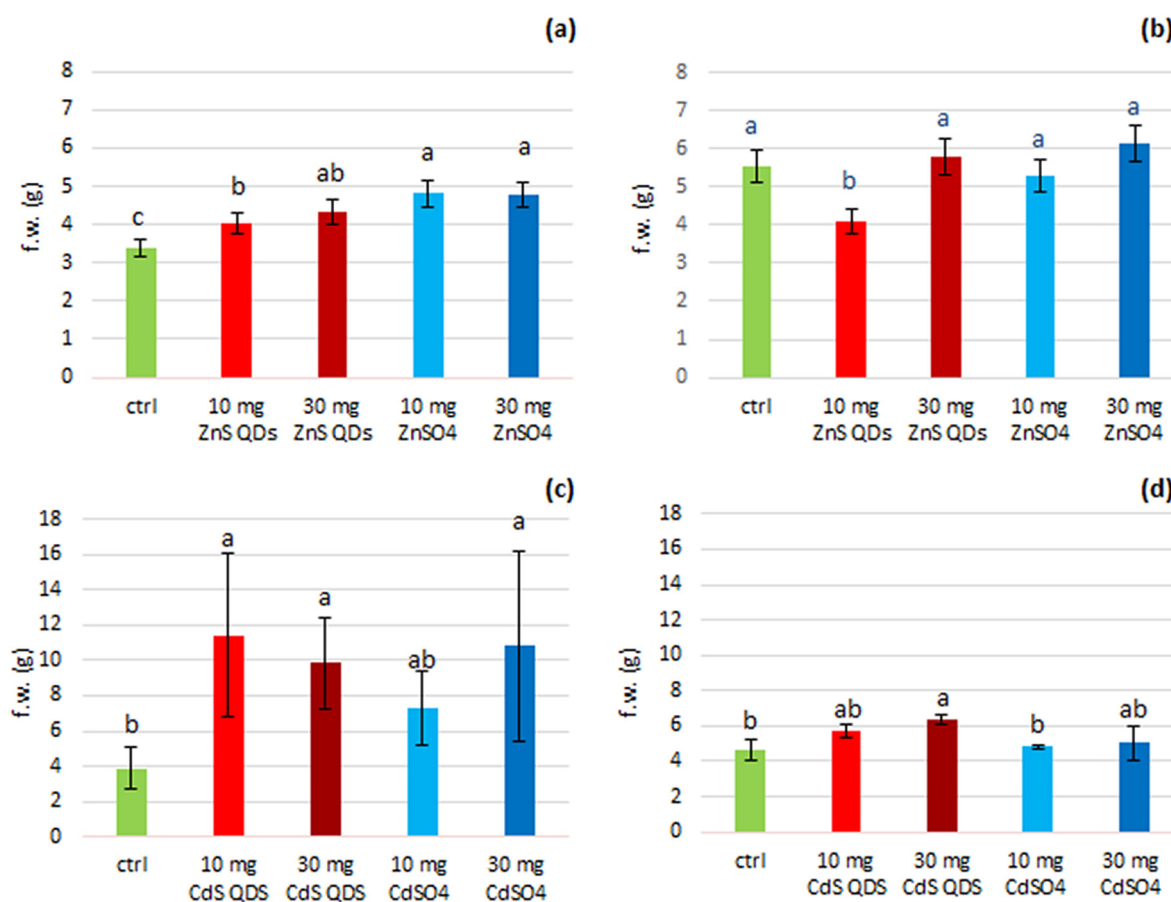 (a)
8
7
6
5
4
3
2
1
0
f.w. (g)
c
b
ab
a
a
ctrl
10 mg
ZnS QDs
30 mg
ZnS QDs
10 mg
ZnSO4
30 mg
ZnSO4
(b)
8
7
6
5
4
3
2
1
0
f.w. (g)
a
b
a
a
a
ctrl
10 mg
ZnS QDs
30 mg
ZnS QDs
10 mg
ZnSO4
30 mg
ZnSO4
(c)
18
16
14
12
10
8
6
4
2
0
f.w. (g)
b
a
a
ab
a
ctrl
10 mg
CdS QDS
30 mg
CdS QDS
10 mg
CdSO4
30 mg
CdSO4
(d)
18
16
14
12
10
8
6
4
2
0
f.w. (g)
b
ab
a
b
ab
ctrl
10 mg
CdS QDS
30 mg
CdS QDS
10 mg
CdSO4
30 mg
CdSO4